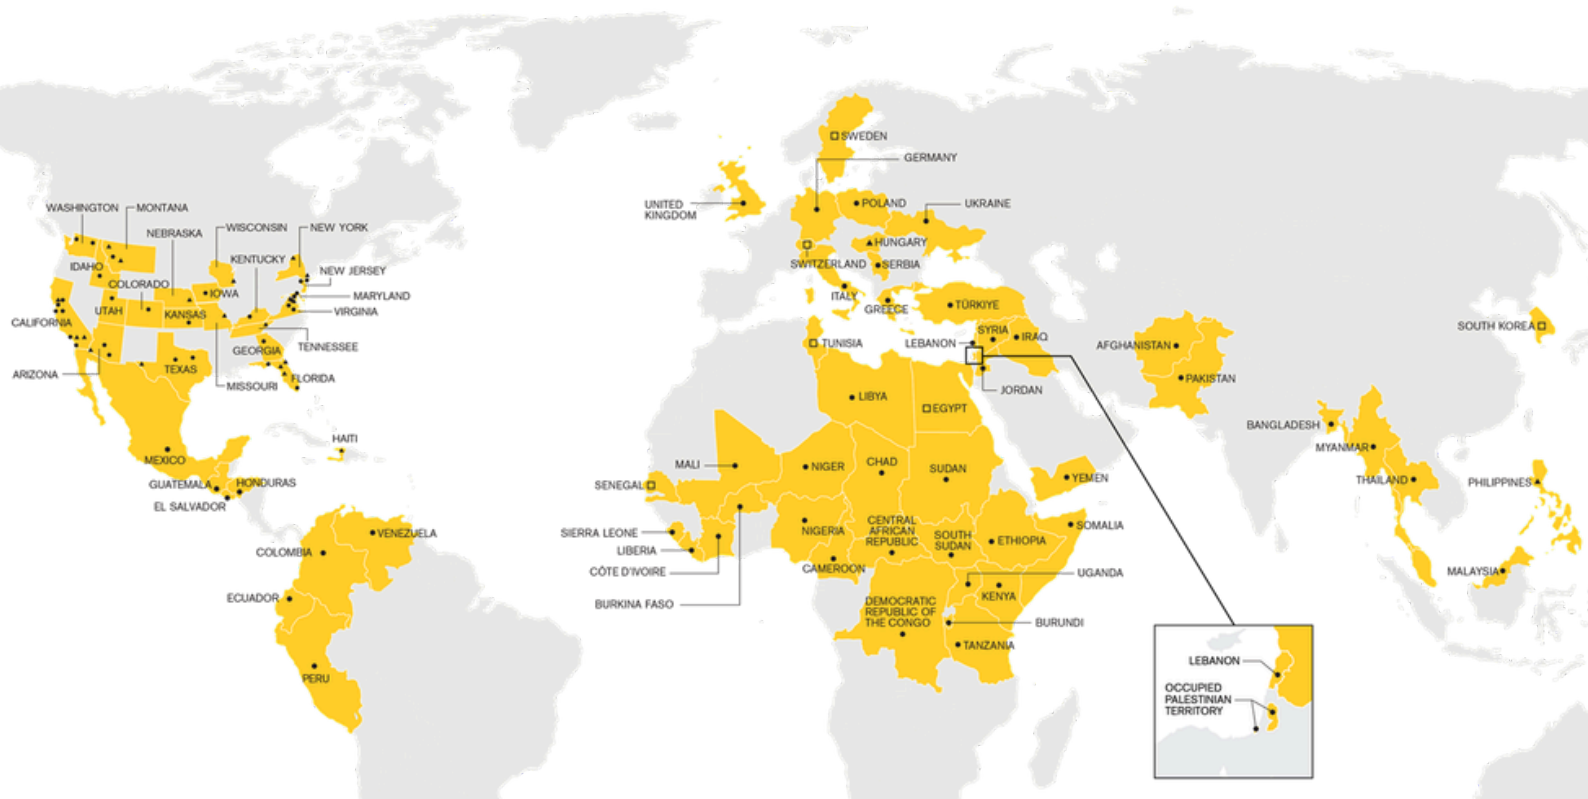 WASHINGTON
MONTANA
NEBRASKA
WISCONSIN
NEW YORK
KENTUCKY
IDAHO
COLORADO
NEW JERSEY
IOWA
MARYLAND
UTAH
KANSAS
VIRGINIA
CALIFORNIA
GEORGIA
TENNESSEE
ARIZONA
TEXAS
MISSOURI
FLORIDA
MEXICO
HAITI
GUATEMALA
HONDURAS
EL SALVADOR
VENEZUELA
COLOMBIA
ECUADOR
PERU
SWEDEN
GERMANY
UNITED
KINGDOM
POLAND
UKRAINE
HUNGARY
SWITZERLAND
SERBIA
ITALY
GREECE
TÜRKIYE
TUNISIA
LEBANON
SYRIA
IRAQ
JORDAN
LIBYA
EGYPT
MALI
NIGER
CHAD
SUDAN
YEMEN
SENEGAL
SIERRA LEONE
LIBERIA
CÔTE D'IVOIRE
BURKINA FASO
NIGERIA
CAMEROON
CENTRAL
AFRICAN
REPUBLIC
SOUTH
SUDAN
ETHIOPIA
SOMALIA
UGANDA
KENYA
DEMOCRATIC
REPUBLIC OF
THE CONGO
BURUNDI
TANZANIA
AFGHANISTAN
PAKISTAN
SOUTH KOREA
BANGLADESH
MYANMAR
THAILAND
PHILIPPINES
MALAYSIA
LEBANON
OCCUPIED
PALESTINIAN
TERRITORY